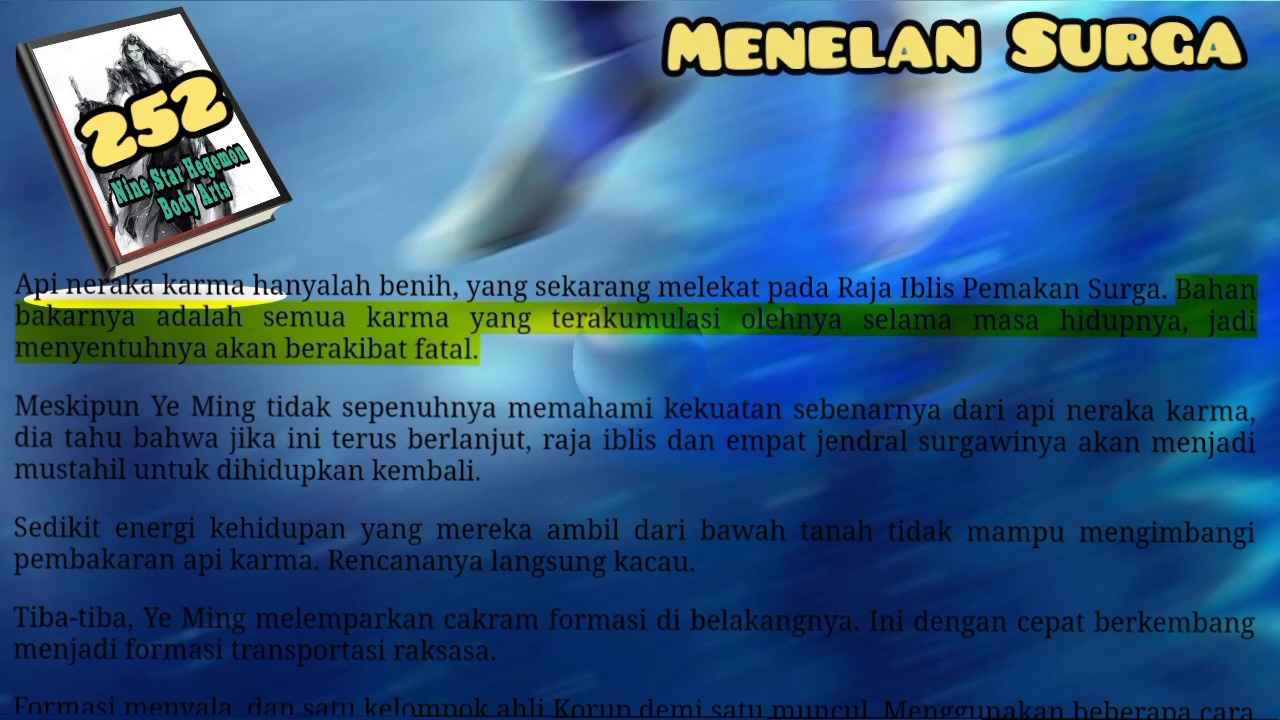 Menelan Surga
252
Nine Star Hegemon
Body Arts
Api neraka karma hanyalah benih, yang sekarang melekat pada Raja Iblis Pemakan Surga. Bahan
bakarnya adalah semua karma yang terakumulasi olehnya selama masa hidupnya, jadi
menyentuhnya akan berakibat fatal.
Meskipun Ye Ming tidak sepenuhnya memahami kekuatan sebenarnya dari api neraka karma,
dia tahu bahwa jika ini terus berlanjut, raja iblis dan empat jendral surgawinya akan menjadi
mustahil untuk dihidupkan kembali.
Sedikit energi kehidupan yang mereka ambil dari bawah tanah tidak mampu mengimbangi
pembakaran api karma. Rencananya langsung kacau.
Tiba-tiba, Ye Ming melemparkan cakram formasi di belakangnya. Ini dengan cepat berkembang
menjadi formasi transportasi raksasa.
Formasi menyala, dan satu kelompok ahli Korup demi satu muncul. Menggunakan beberapa cara